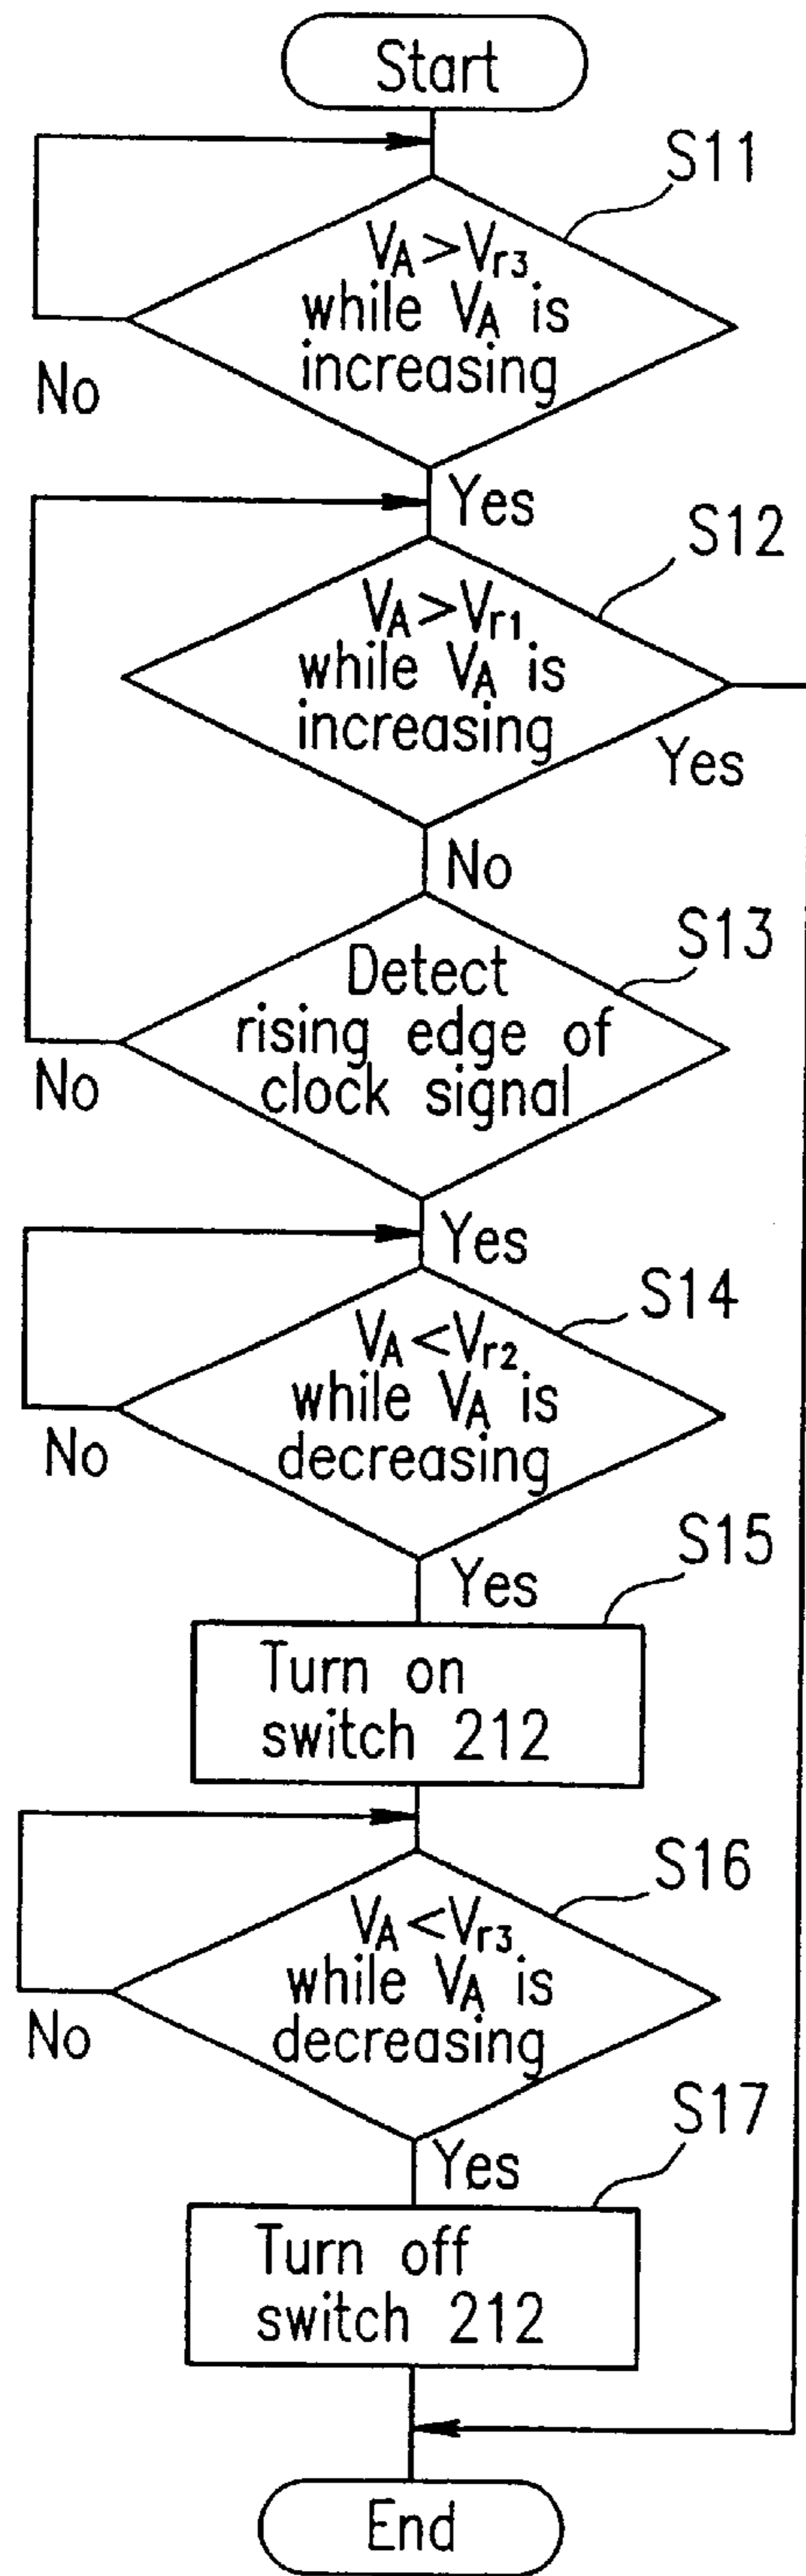 Start
S11
VA>Vr3
while VA is
increasing
No
Yes
S12
VA>Vr1
while VA is
increasing
Yes
No
S13
Detect
rising edge of
clock signal
No
Yes
S14
VA<Vr2
while VA is
decreasing
No
Yes
S15
Turn on
switch 212
S16
VA<Vr3
while VA is
decreasing
No
Yes
S17
Turn off
switch 212
End